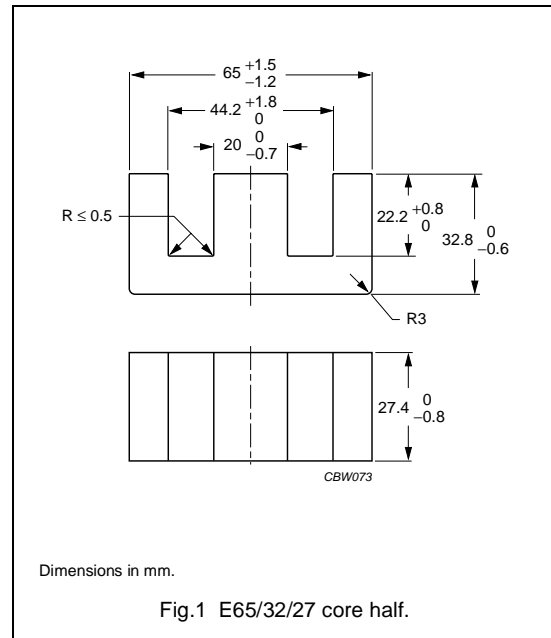 65 +1.5 −1.2
44.2 +1.8 0
20 0 −0.7
R ≤ 0.5
22.2 +0.8 0
32.8 0 −0.6
R3
27.4 0 −0.8
CBW073
Dimensions in mm.
Fig.1 E65/32/27 core half.